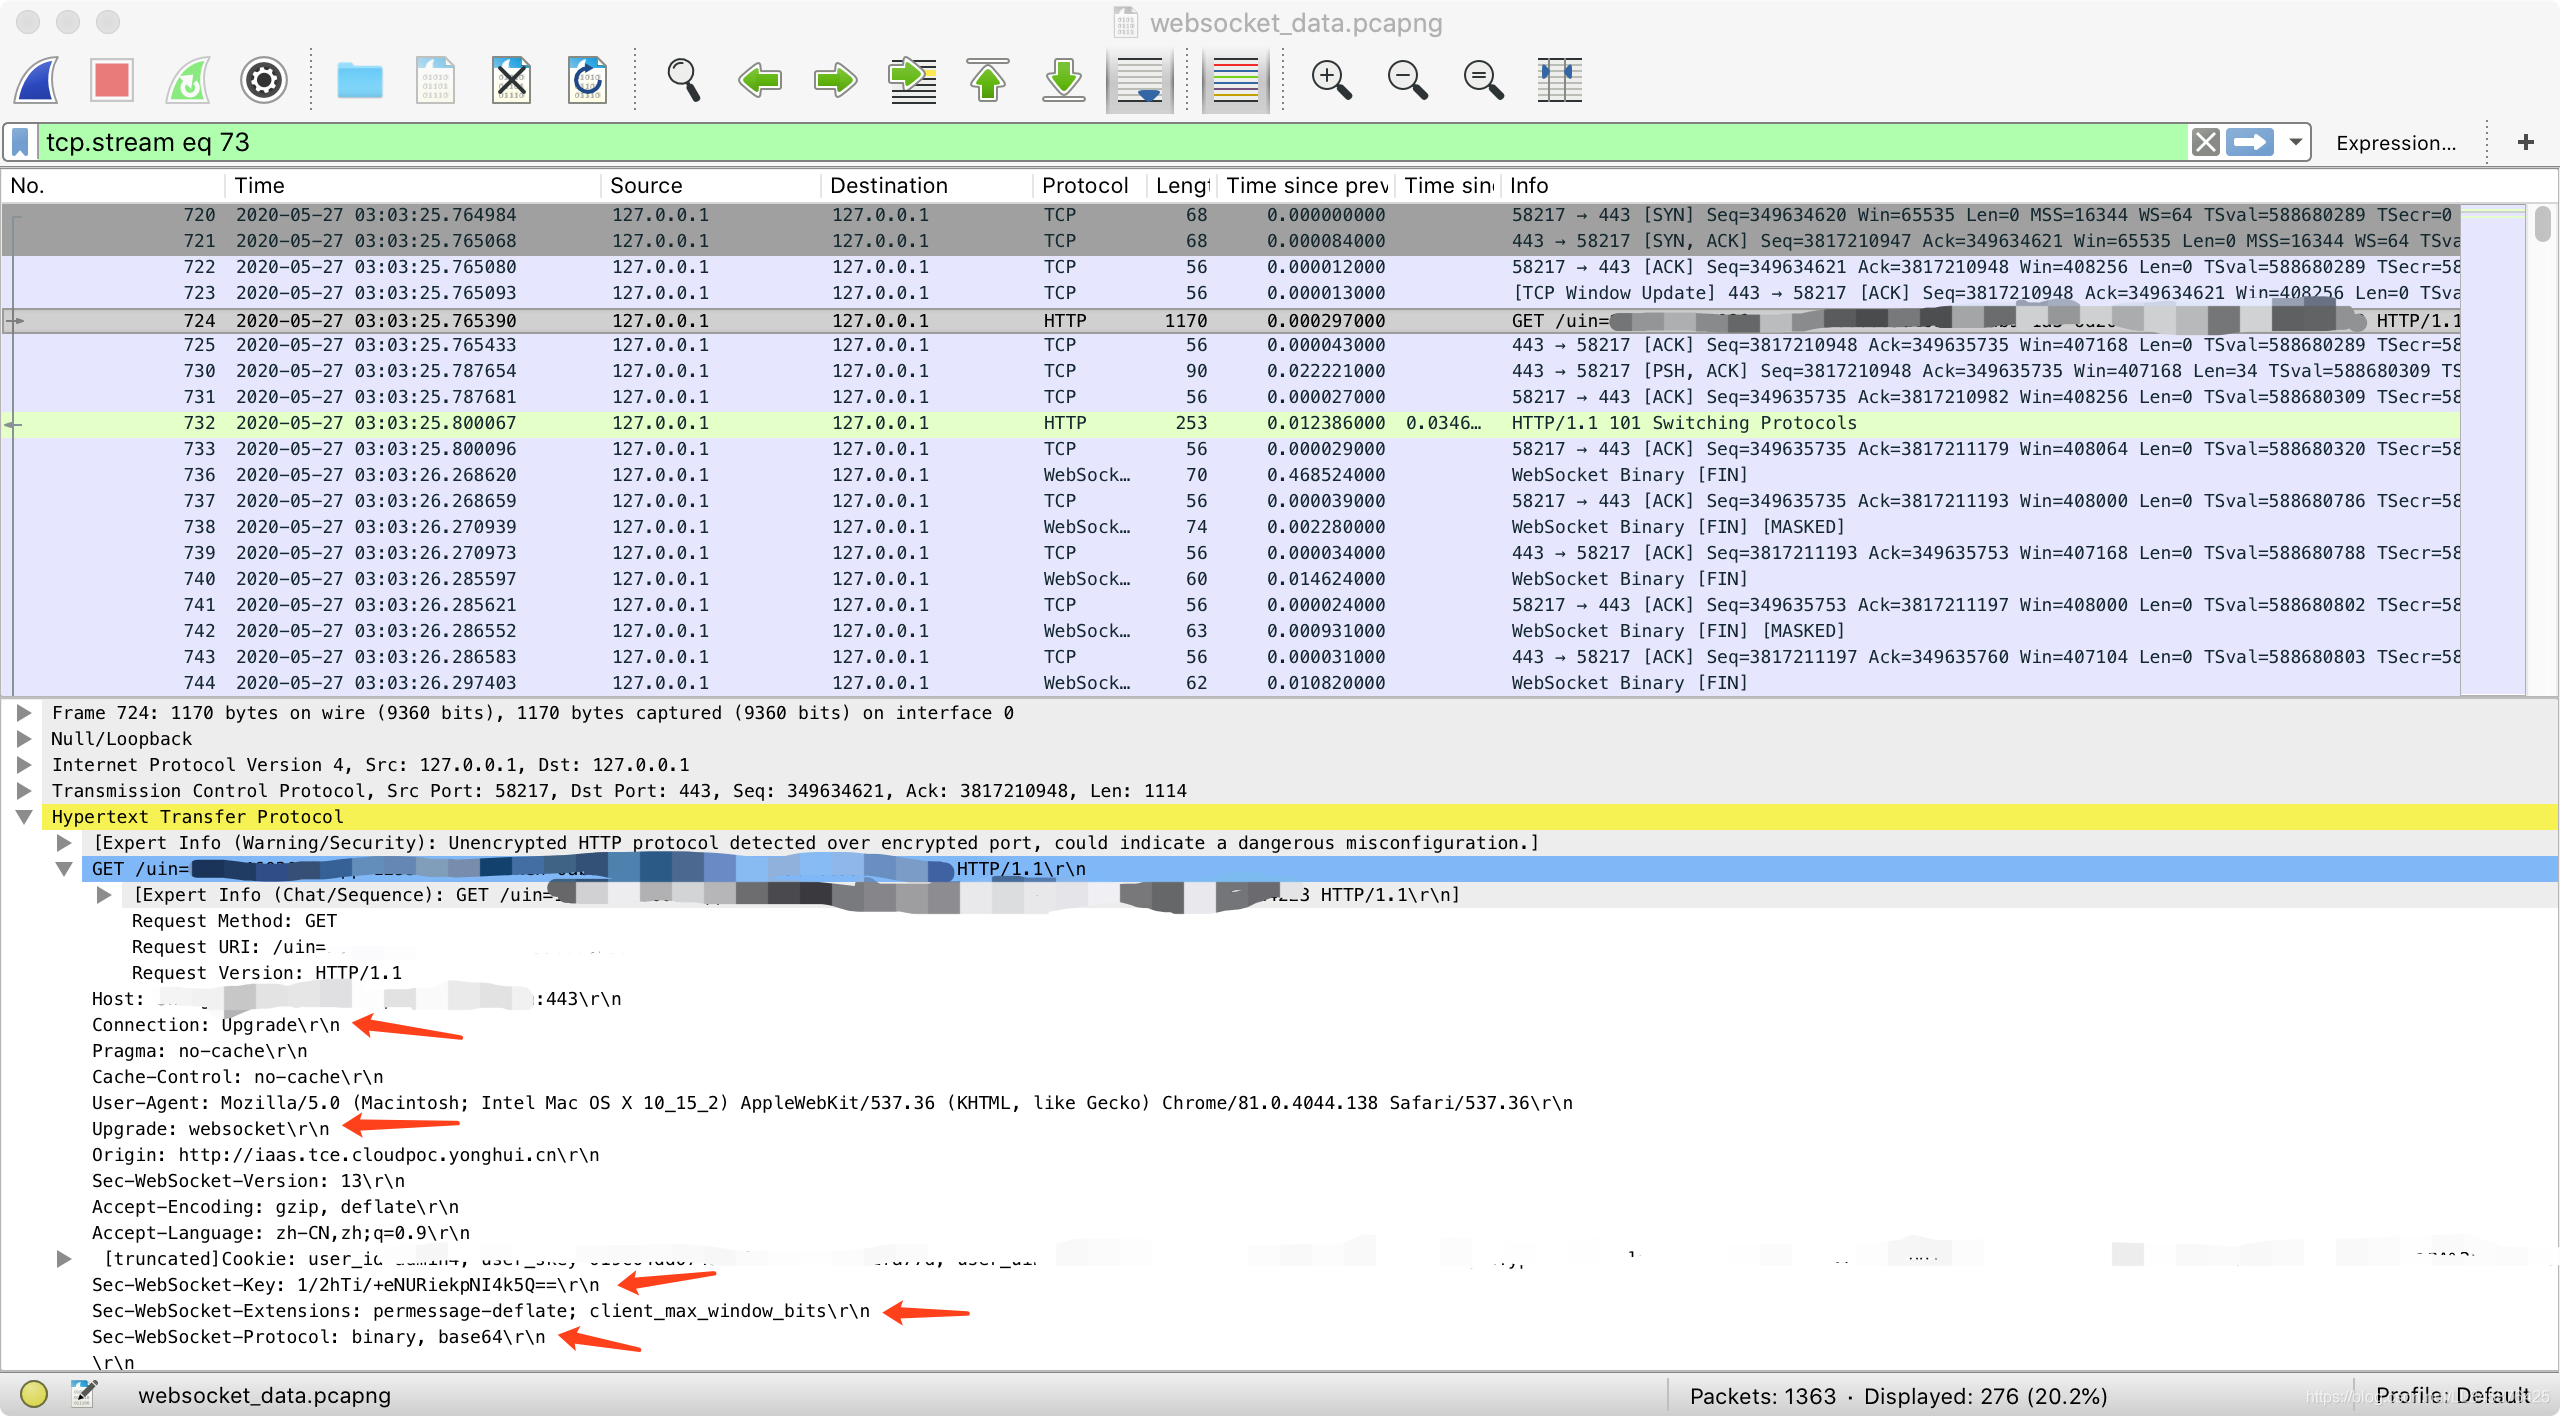 websocket_data.pcapng
tcp.stream eq 73
Expression…
+
No. Time Source Destination Protocol Lengt Time since prev Time sin Info
720 2020-05-27 03:03:25.764984 127.0.0.1 127.0.0.1 TCP 68 0.000000000 58217 → 443 [SYN] Seq=349634620 Win=65535 Len=0 MSS=16344 WS=64 TSval=588680289 TSecr=0
721 2020-05-27 03:03:25.765068 127.0.0.1 127.0.0.1 TCP 68 0.000084000 443 → 58217 [SYN, ACK] Seq=3817210947 Ack=349634621 Win=65535 Len=0 MSS=16344 WS=64 TSva
722 2020-05-27 03:03:25.765080 127.0.0.1 127.0.0.1 TCP 56 0.000012000 58217 → 443 [ACK] Seq=349634621 Ack=3817210948 Win=408256 Len=0 TSval=588680289 TSecr=58
723 2020-05-27 03:03:25.765093 127.0.0.1 127.0.0.1 TCP 56 0.000013000 [TCP Window Update] 443 → 58217 [ACK] Seq=3817210948 Ack=349634621 Win=408256 Len=0 TSva
724 2020-05-27 03:03:25.765390 127.0.0.1 127.0.0.1 HTTP 1170 0.000297000 GET /uin= HTTP/1.1
725 2020-05-27 03:03:25.765433 127.0.0.1 127.0.0.1 TCP 56 0.000043000 443 → 58217 [ACK] Seq=3817210948 Ack=349635735 Win=407168 Len=0 TSval=588680289 TSecr=58
730 2020-05-27 03:03:25.787654 127.0.0.1 127.0.0.1 TCP 90 0.022221000 443 → 58217 [PSH, ACK] Seq=3817210948 Ack=349635735 Win=407168 Len=34 TSval=588680309 TS
731 2020-05-27 03:03:25.787681 127.0.0.1 127.0.0.1 TCP 56 0.000027000 58217 → 443 [ACK] Seq=349635735 Ack=3817210982 Win=408256 Len=0 TSval=588680309 TSecr=58
732 2020-05-27 03:03:25.800067 127.0.0.1 127.0.0.1 HTTP 253 0.012386000 0.0346… HTTP/1.1 101 Switching Protocols
733 2020-05-27 03:03:25.800096 127.0.0.1 127.0.0.1 TCP 56 0.000029000 58217 → 443 [ACK] Seq=349635735 Ack=3817211179 Win=408064 Len=0 TSval=588680320 TSecr=58
736 2020-05-27 03:03:26.268620 127.0.0.1 127.0.0.1 WebSock… 70 0.468524000 WebSocket Binary [FIN]
737 2020-05-27 03:03:26.268659 127.0.0.1 127.0.0.1 TCP 56 0.000039000 58217 → 443 [ACK] Seq=349635735 Ack=3817211193 Win=408000 Len=0 TSval=588680786 TSecr=58
738 2020-05-27 03:03:26.270939 127.0.0.1 127.0.0.1 WebSock… 74 0.002280000 WebSocket Binary [FIN] [MASKED]
739 2020-05-27 03:03:26.270973 127.0.0.1 127.0.0.1 TCP 56 0.000034000 443 → 58217 [ACK] Seq=3817211193 Ack=349635753 Win=407168 Len=0 TSval=588680788 TSecr=58
740 2020-05-27 03:03:26.285597 127.0.0.1 127.0.0.1 WebSock… 60 0.014624000 WebSocket Binary [FIN]
741 2020-05-27 03:03:26.285621 127.0.0.1 127.0.0.1 TCP 56 0.000024000 58217 → 443 [ACK] Seq=349635753 Ack=3817211197 Win=408000 Len=0 TSval=588680802 TSecr=58
742 2020-05-27 03:03:26.286552 127.0.0.1 127.0.0.1 WebSock… 63 0.000931000 WebSocket Binary [FIN] [MASKED]
743 2020-05-27 03:03:26.286583 127.0.0.1 127.0.0.1 TCP 56 0.000031000 443 → 58217 [ACK] Seq=3817211197 Ack=349635760 Win=407104 Len=0 TSval=588680803 TSecr=58
744 2020-05-27 03:03:26.297403 127.0.0.1 127.0.0.1 WebSock… 62 0.010820000 WebSocket Binary [FIN]
Frame 724: 1170 bytes on wire (9360 bits), 1170 bytes captured (9360 bits) on interface 0
Null/Loopback
Internet Protocol Version 4, Src: 127.0.0.1, Dst: 127.0.0.1
Transmission Control Protocol, Src Port: 58217, Dst Port: 443, Seq: 349634621, Ack: 3817210948, Len: 1114
Hypertext Transfer Protocol
[Expert Info (Warning/Security): Unencrypted HTTP protocol detected over encrypted port, could indicate a dangerous misconfiguration.]
GET /uin= HTTP/1.1\r\n
[Expert Info (Chat/Sequence): GET /uin= HTTP/1.1\r\n]
Request Method: GET
Request URI: /uin=
Request Version: HTTP/1.1
Host: :443\r\n
Connection: Upgrade\r\n
Pragma: no-cache\r\n
Cache-Control: no-cache\r\n
User-Agent: Mozilla/5.0 (Macintosh; Intel Mac OS X 10_15_2) AppleWebKit/537.36 (KHTML, like Gecko) Chrome/81.0.4044.138 Safari/537.36\r\n
Upgrade: websocket\r\n
Origin: http://iaas.tce.cloudpoc.yonghui.cn\r\n
Sec-WebSocket-Version: 13\r\n
Accept-Encoding: gzip, deflate\r\n
Accept-Language: zh-CN,zh;q=0.9\r\n
[truncated]Cookie:
Sec-WebSocket-Key: 1/2hTi/+eNURiekpNI4k5Q==\r\n
Sec-WebSocket-Extensions: permessage-deflate; client_max_window_bits\r\n
Sec-WebSocket-Protocol: binary, base64\r\n
\r\n
websocket_data.pcapng
Packets: 1363 · Displayed: 276 (20.2%)
Profile: Default